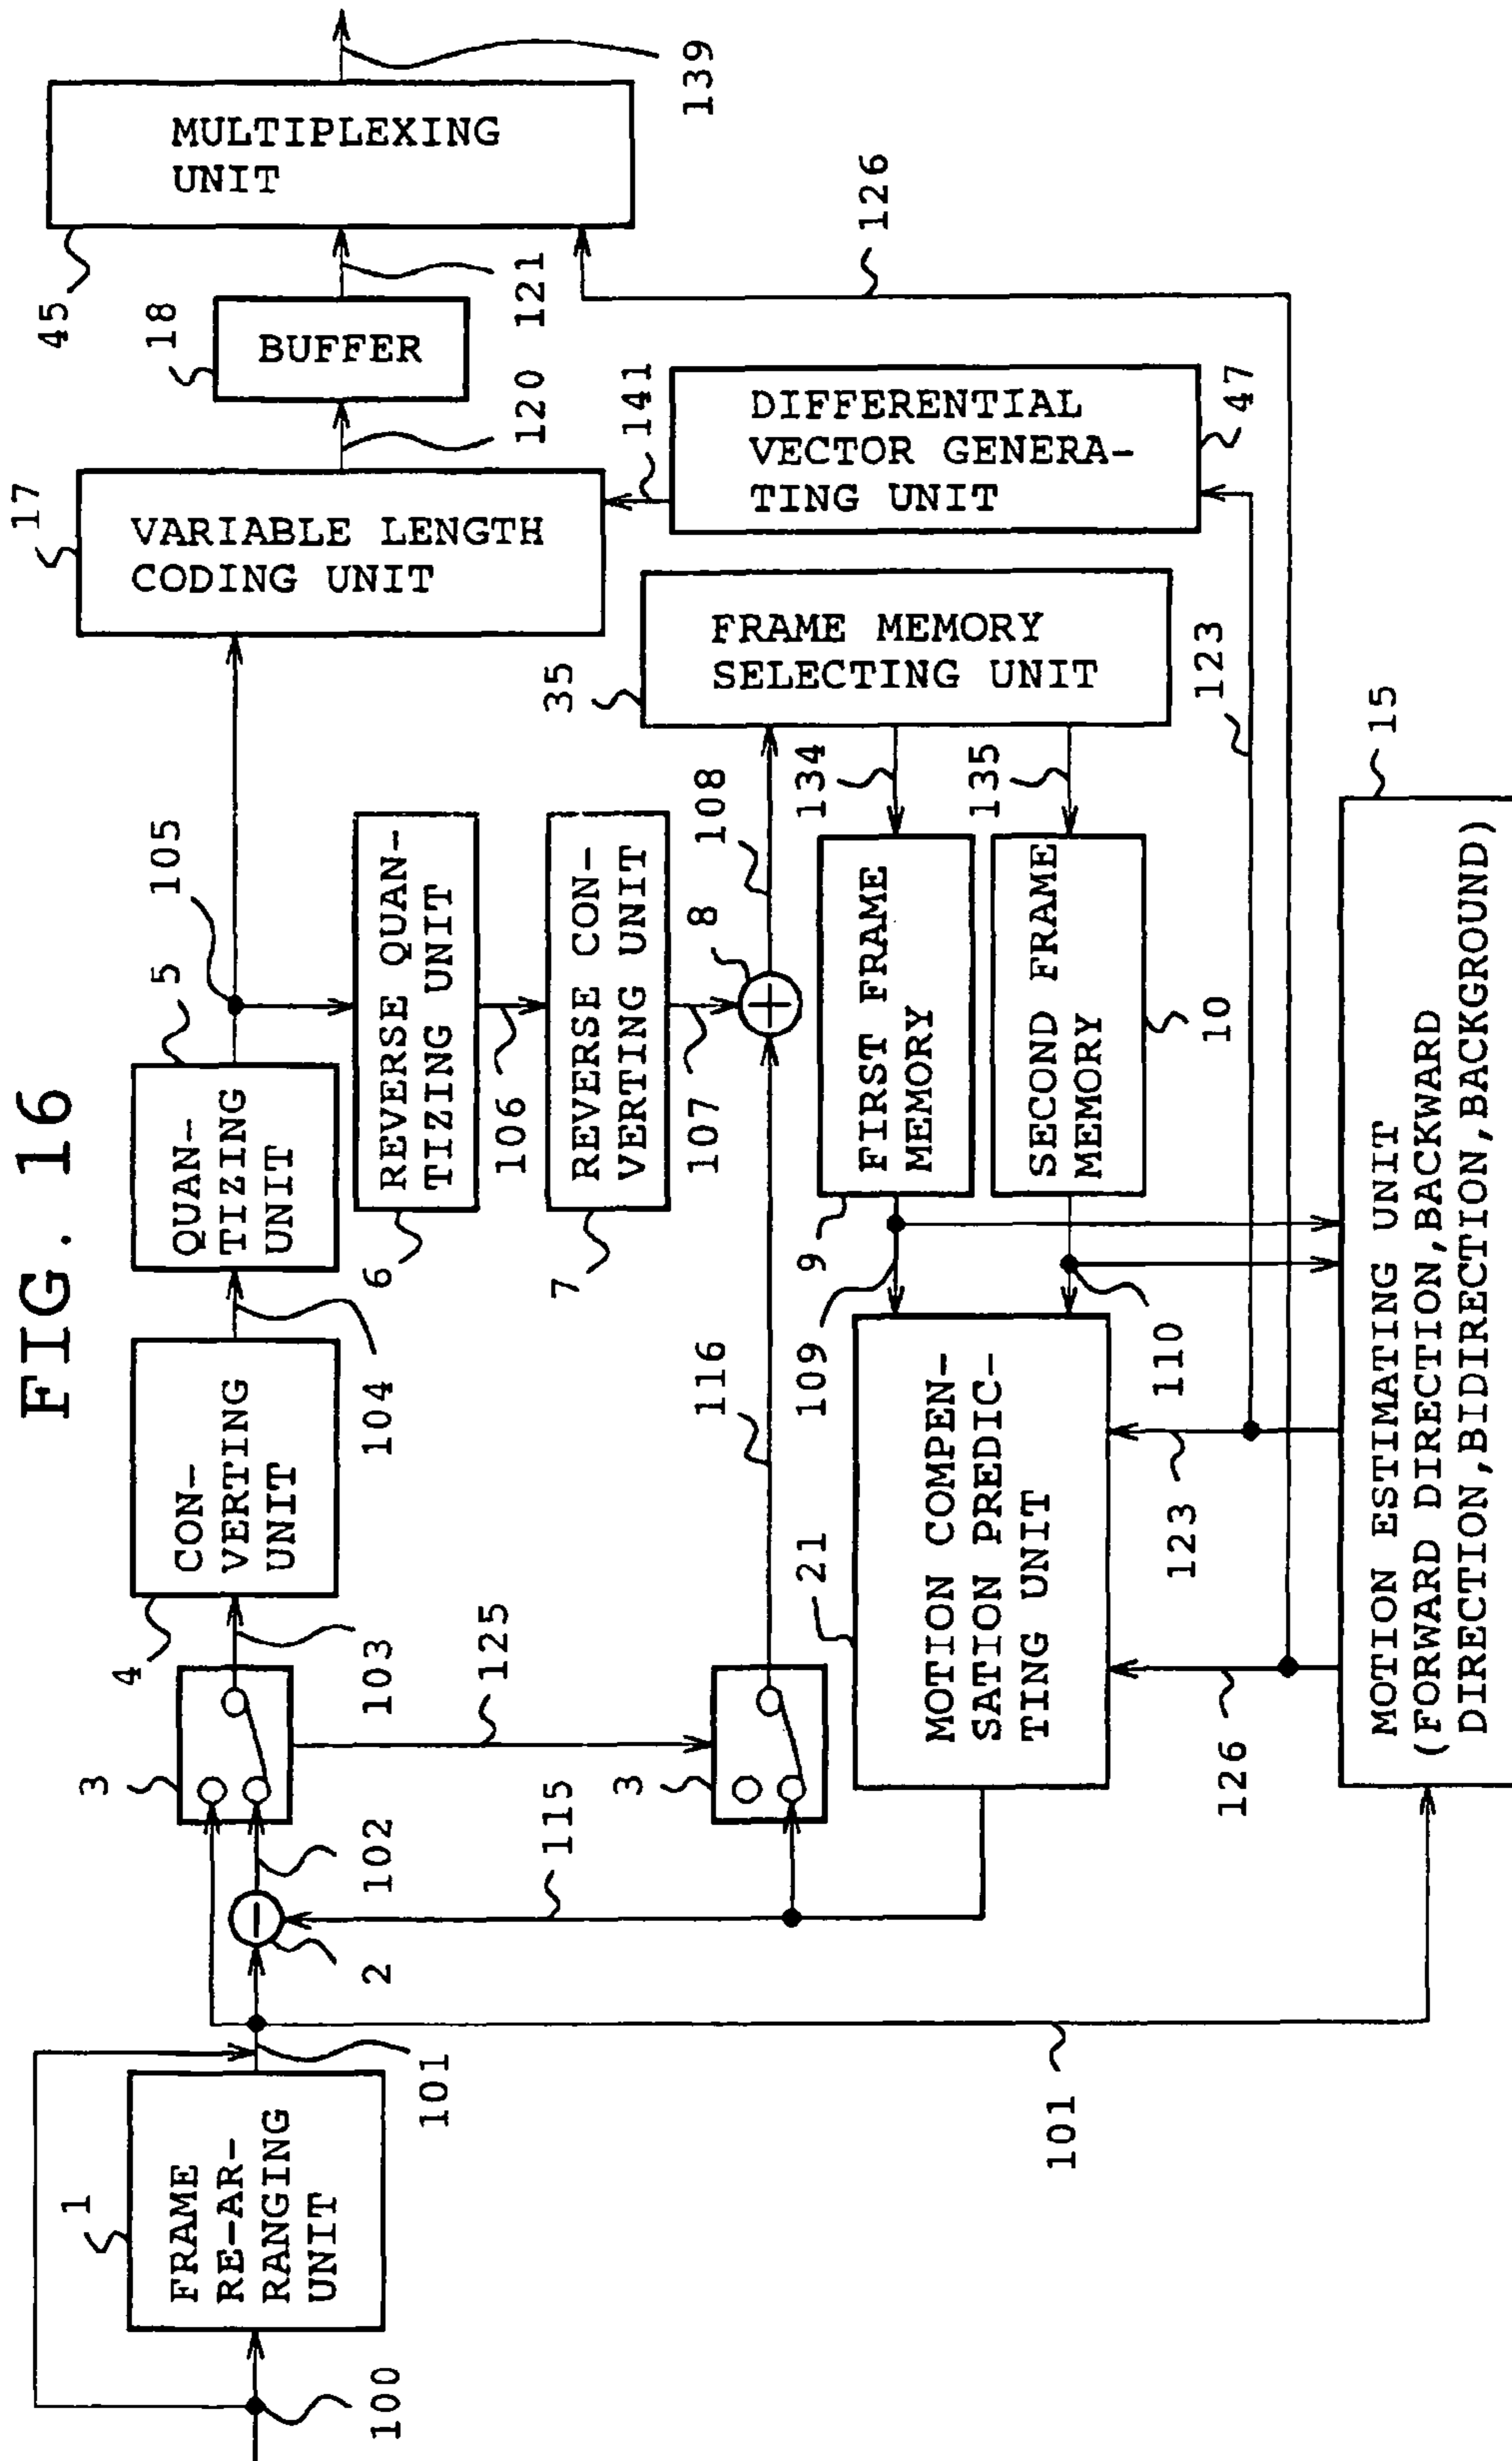 FIG. 16
1
FRAME
RE-AR-
RANGING
UNIT
100
101
2
102
3
103
4
CON-
VERTING
UNIT
104
QUAN-
TIZING
UNIT
5
105
VARIABLE LENGTH
CODING UNIT
17
120
18
BUFFER
121
45
MULTIPLEXING
UNIT
139
REVERSE QUAN-
TIZING UNIT
6
106
REVERSE CON-
VERTING UNIT
7
107
8
108
125
115
3
116
35
FRAME MEMORY
SELECTING UNIT
134
135
141
DIFFERENTIAL
VECTOR GENERA-
TING UNIT
47
126
FIRST FRAME
MEMORY
9
109
SECOND FRAME
MEMORY
10
110
21
MOTION COMPEN-
SATION PREDIC-
TING UNIT
123
126
123
101
15
MOTION ESTIMATING UNIT
(FORWARD DIRECTION,BACKWARD
DIRECTION,BIDIRECTION,BACKGROUND)